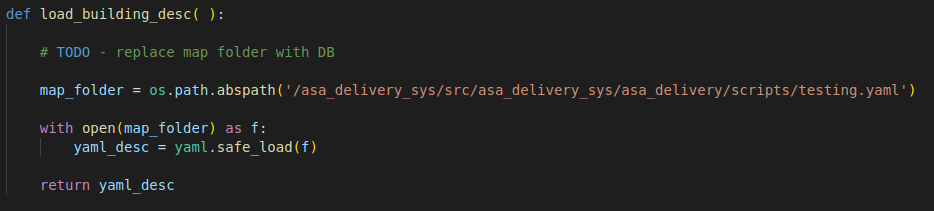 def load_building_desc( ):
# TODO - replace map folder with DB
map_folder = os.path.abspath('/asa_delivery_sys/src/asa_delivery_sys/asa_delivery/scripts/testing.yaml')
with open(map_folder) as f:
yaml_desc = yaml.safe_load(f)
return yaml_desc